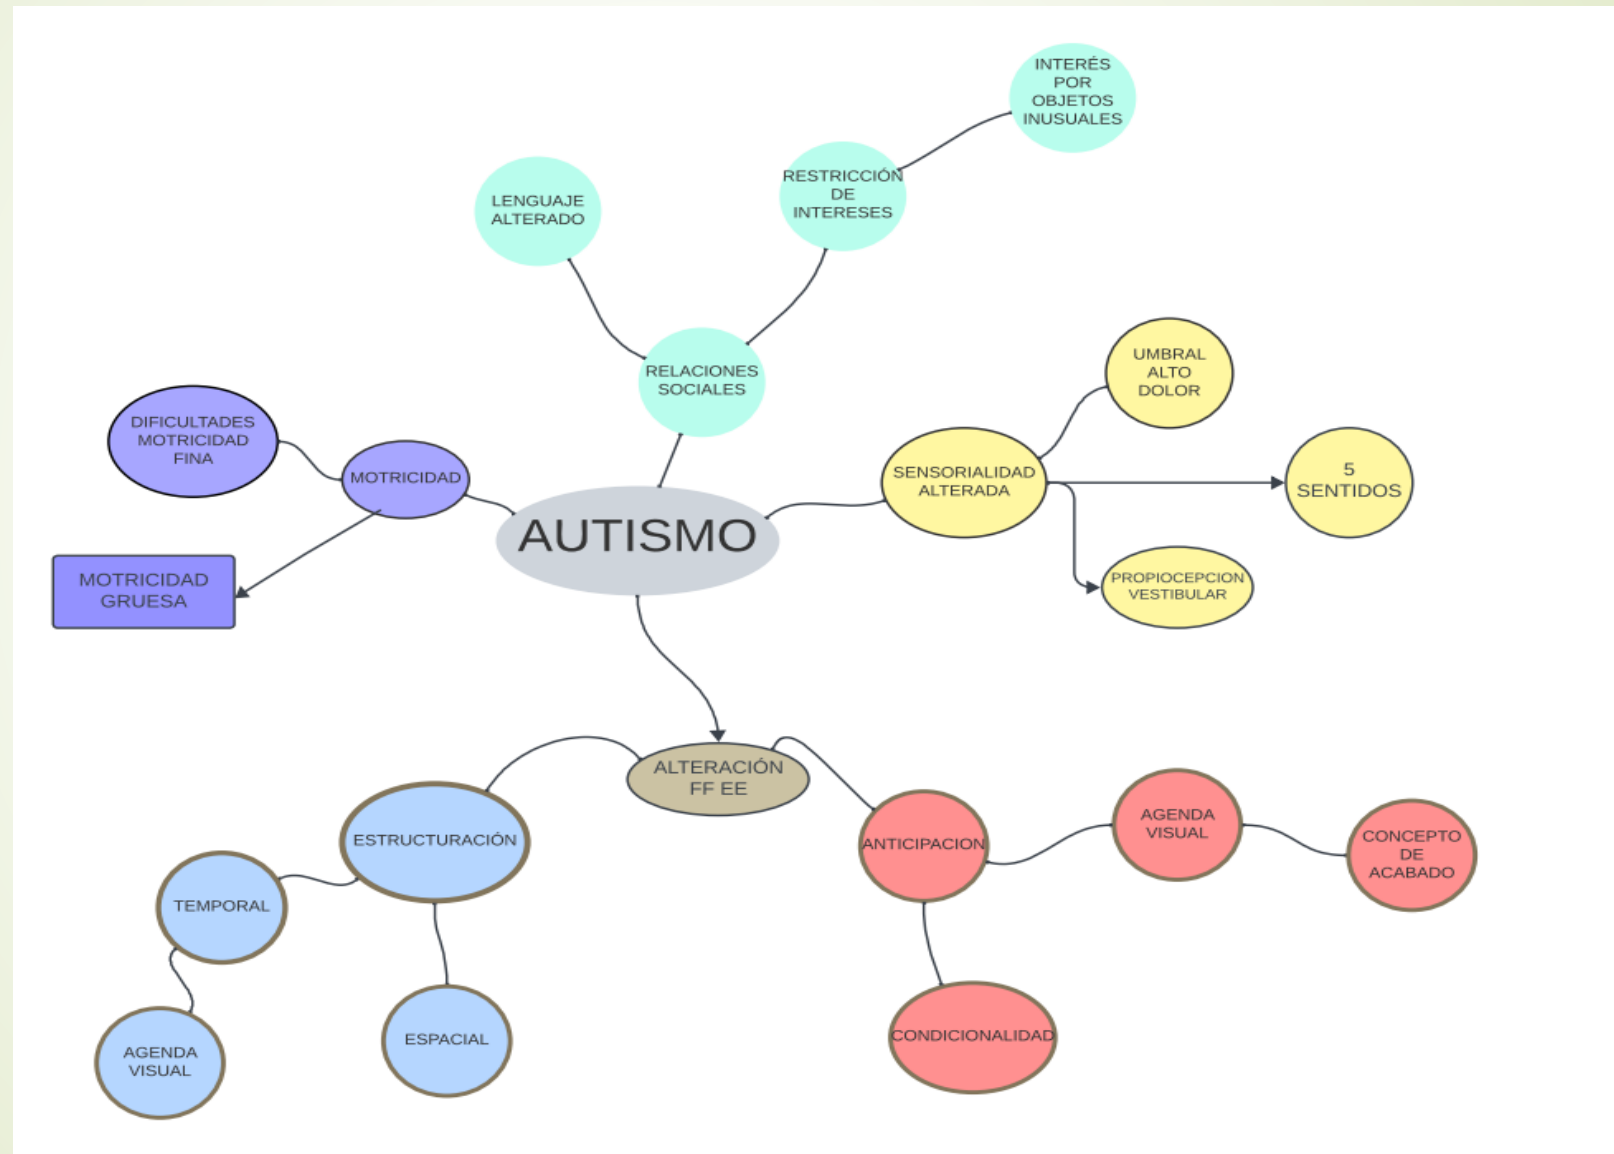 INTERÉS
POR
OBJETOS
INUSUALES
RESTRICCIÓN
DE
INTERESES
LENGUAJE
ALTERADO
RELACIONES
SOCIALES
UMBRAL
ALTO
DOLOR
DIFICULTADES
MOTRICIDAD
FINA
MOTRICIDAD
SENSORIALIDAD
ALTERADA
5
SENTIDOS
AUTISMO
MOTRICIDAD
GRUESA
PROPIOCEPCION
VESTIBULAR
ALTERACIÓN
FF EE
ESTRUCTURACIÓN
ANTICIPACION
AGENDA
VISUAL
CONCEPTO
DE
ACABADO
TEMPORAL
AGENDA
VISUAL
ESPACIAL
CONDICIONALIDAD